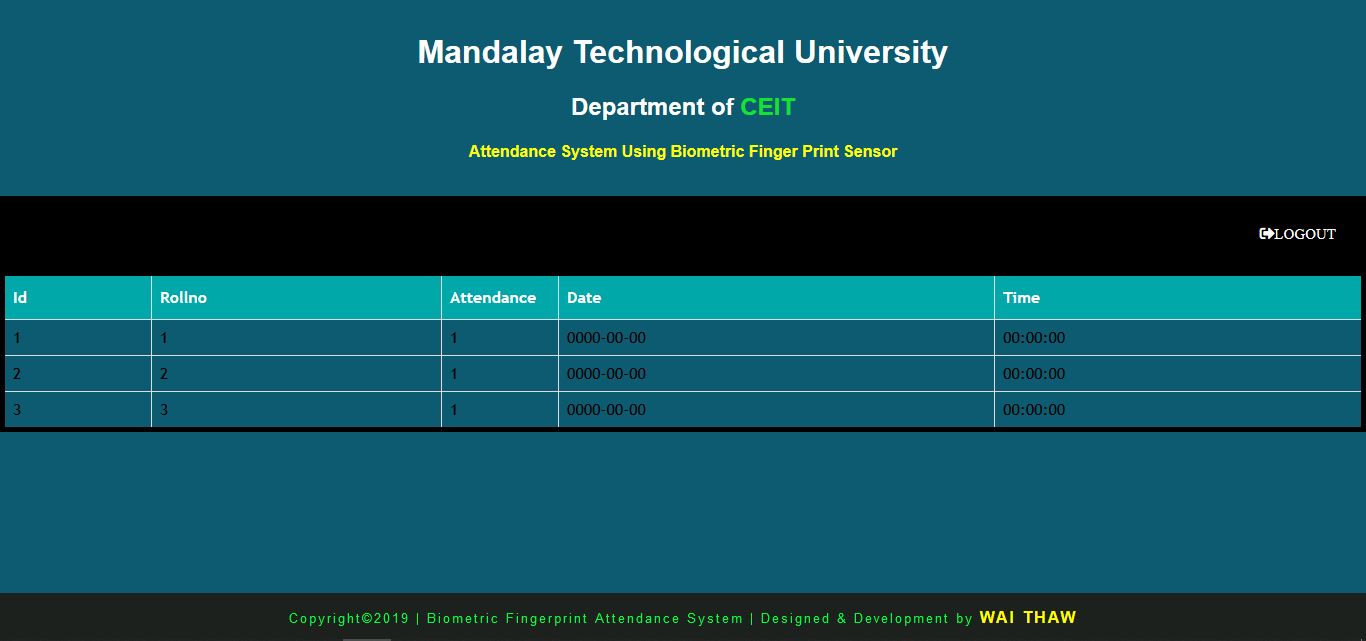 Mandalay Technological University
Department of CEIT
Attendance System Using Biometric Finger Print Sensor
LOGOUT
Id Rollno Attendance Date Time
1 1 1 0000-00-00 00:00:00
2 2 1 0000-00-00 00:00:00
3 3 1 0000-00-00 00:00:00
Copyright©2019 | Biometric Fingerprint Attendance System | Designed & Development by WAI THAW